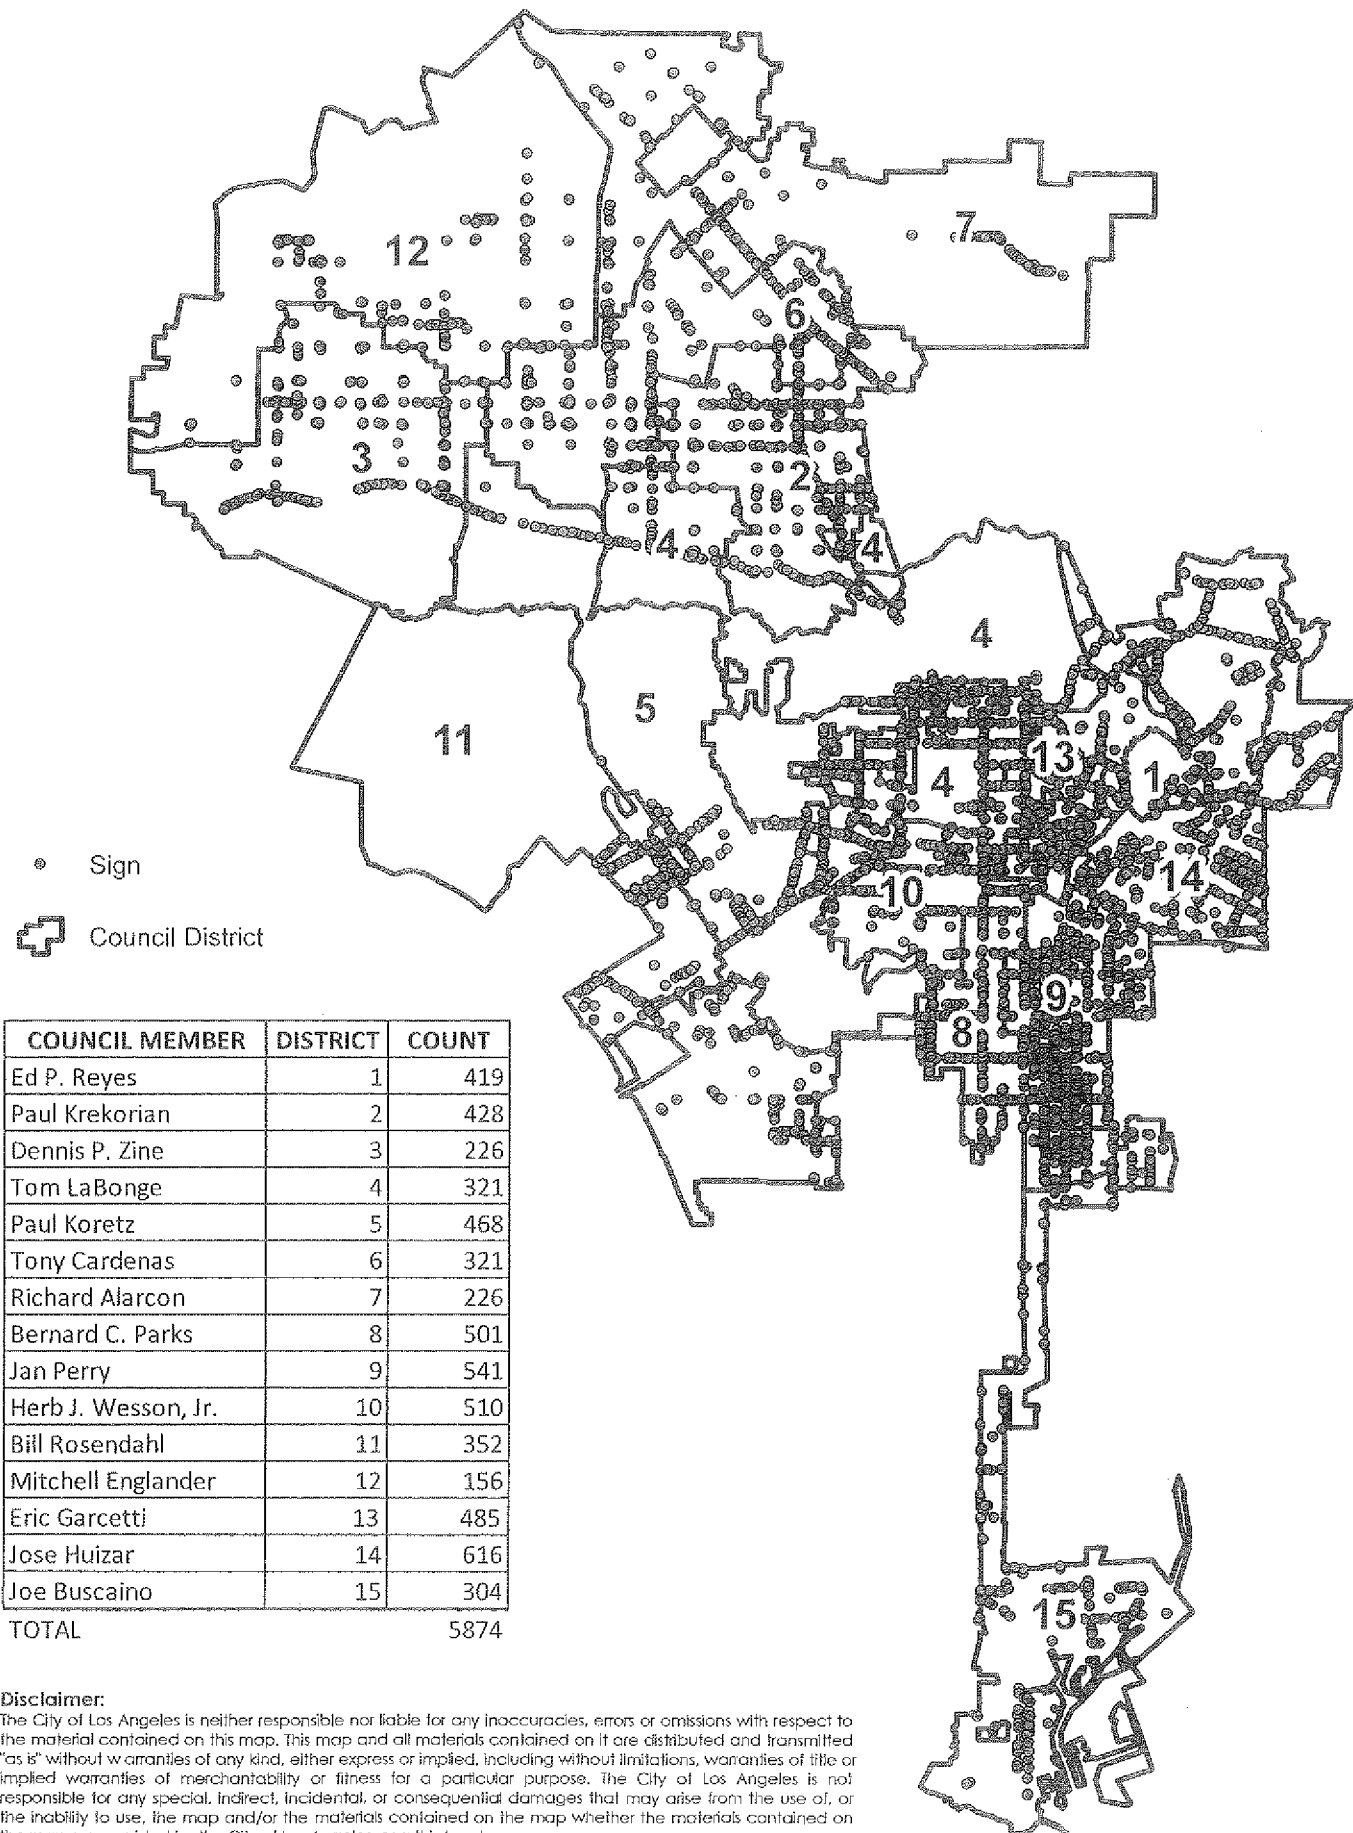 12
7
6
3
2
4
4
4
5
11
13
4
1
14
10
9
8
15
Sign
Council District
COUNCIL MEMBER DISTRICT COUNT
Ed P. Reyes 1 419
Paul Krekorian 2 428
Dennis P. Zine 3 226
Tom LaBonge 4 321
Paul Koretz 5 468
Tony Cardenas 6 321
Richard Alarcon 7 226
Bernard C. Parks 8 501
Jan Perry 9 541
Herb J. Wesson, Jr. 10 510
Bill Rosendahl 11 352
Mitchell Englander 12 156
Eric Garcetti 13 485
Jose Huizar 14 616
Joe Buscaino 15 304
TOTAL 5874
Disclaimer:
The City of Los Angeles is neither responsible nor liable for any inaccuracies, errors or omissions with respect to
the material contained on this map. This map and all materials contained on it are distributed and transmitted
"as is" without warranties of any kind, either express or implied, including without limitations, warranties of title or
implied warranties of merchantability or fitness for a particular purpose. The City of Los Angeles is not
responsible for any special, indirect, incidental, or consequential damages that may arise from the use of, or
the inability to use, the map and/or the materials contained on the map whether the materials contained on